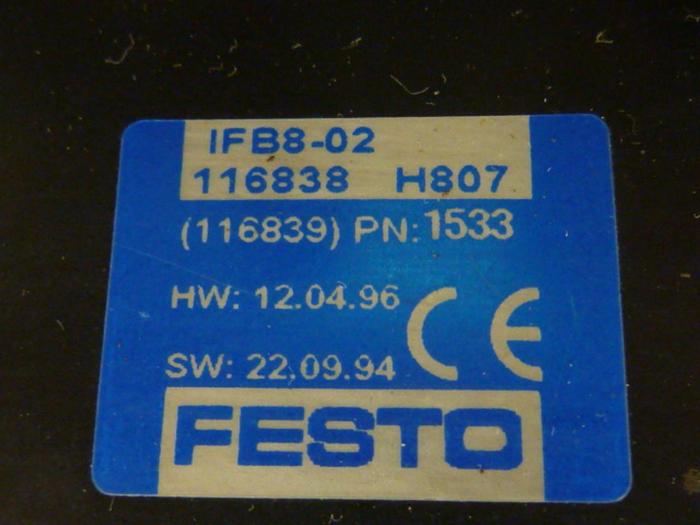 IFB8-02
116838 H807
(116839) PN: 1533
HW: 12.04.96
SW: 22.09.94
CE
FESTO